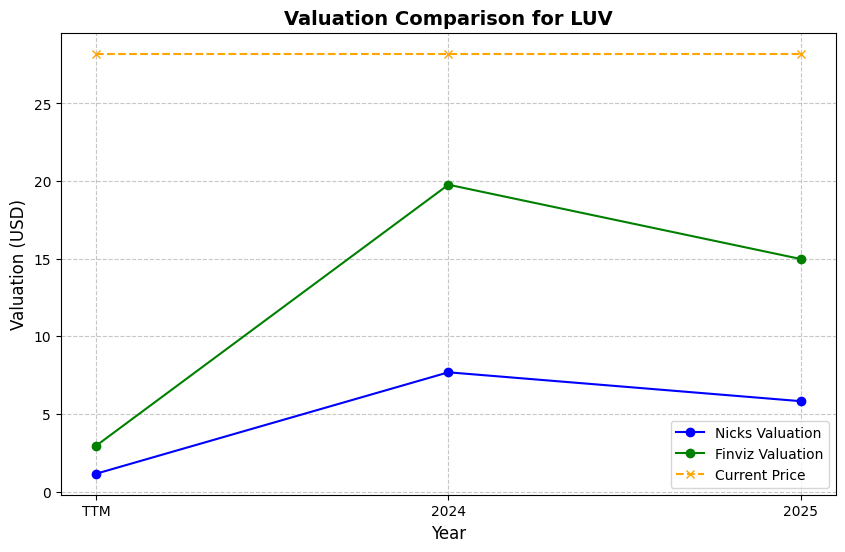 Valuation Comparison for LUV
Valuation (USD)
25
20
15
10
5
0
TTM
2024
2025
Year
Nicks Valuation
Finviz Valuation
Current Price